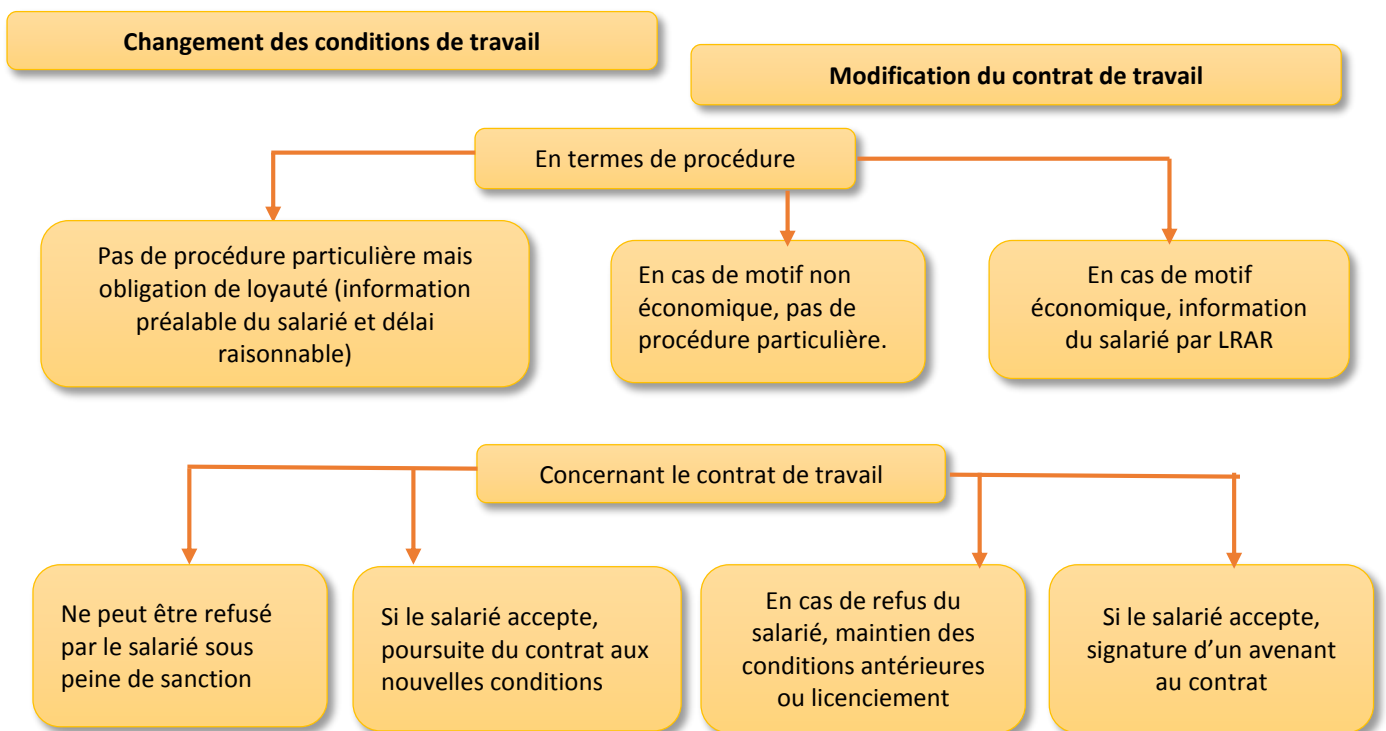 Changement des conditions de travail
Modification du contrat de travail
En termes de procédure
Pas de procédure particulière mais
obligation de loyauté (information
préalable du salarié et délai
raisonnable)
En cas de motif non
économique, pas de
procédure particulière.
En cas de motif
économique, information
du salarié par LRAR
Concernant le contrat de travail
Ne peut être refusé
par le salarié sous
peine de sanction
Si le salarié accepte,
poursuite du contrat aux
nouvelles conditions
En cas de refus du
salarié, maintien des
conditions antérieures
ou licenciement
Si le salarié accepte,
signature d’un avenant
au contrat